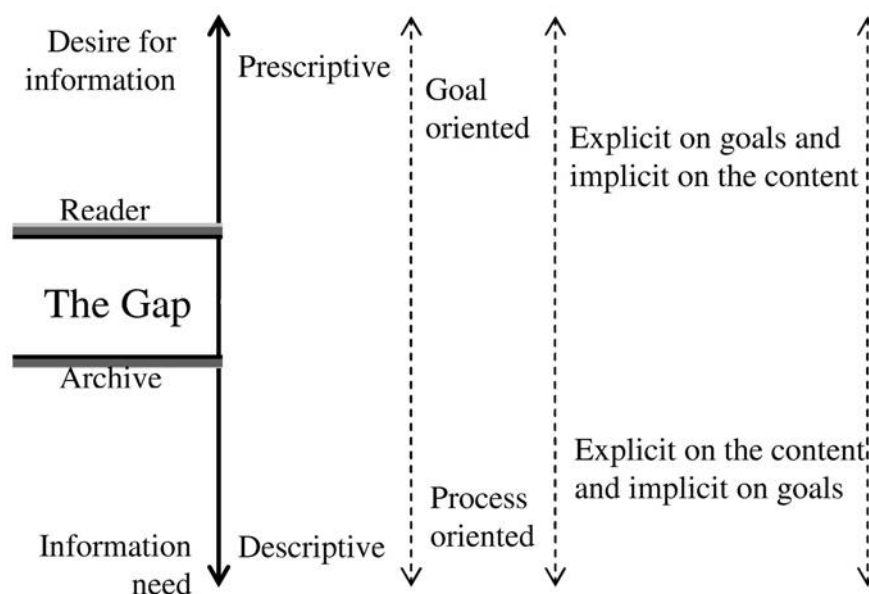 Desire for
information
Prescriptive
Goal
oriented
Explicit on goals and
implicit on the content
Reader
The Gap
Archive
Explicit on the content
and implicit on goals
Process
oriented
Information
need
Descriptive